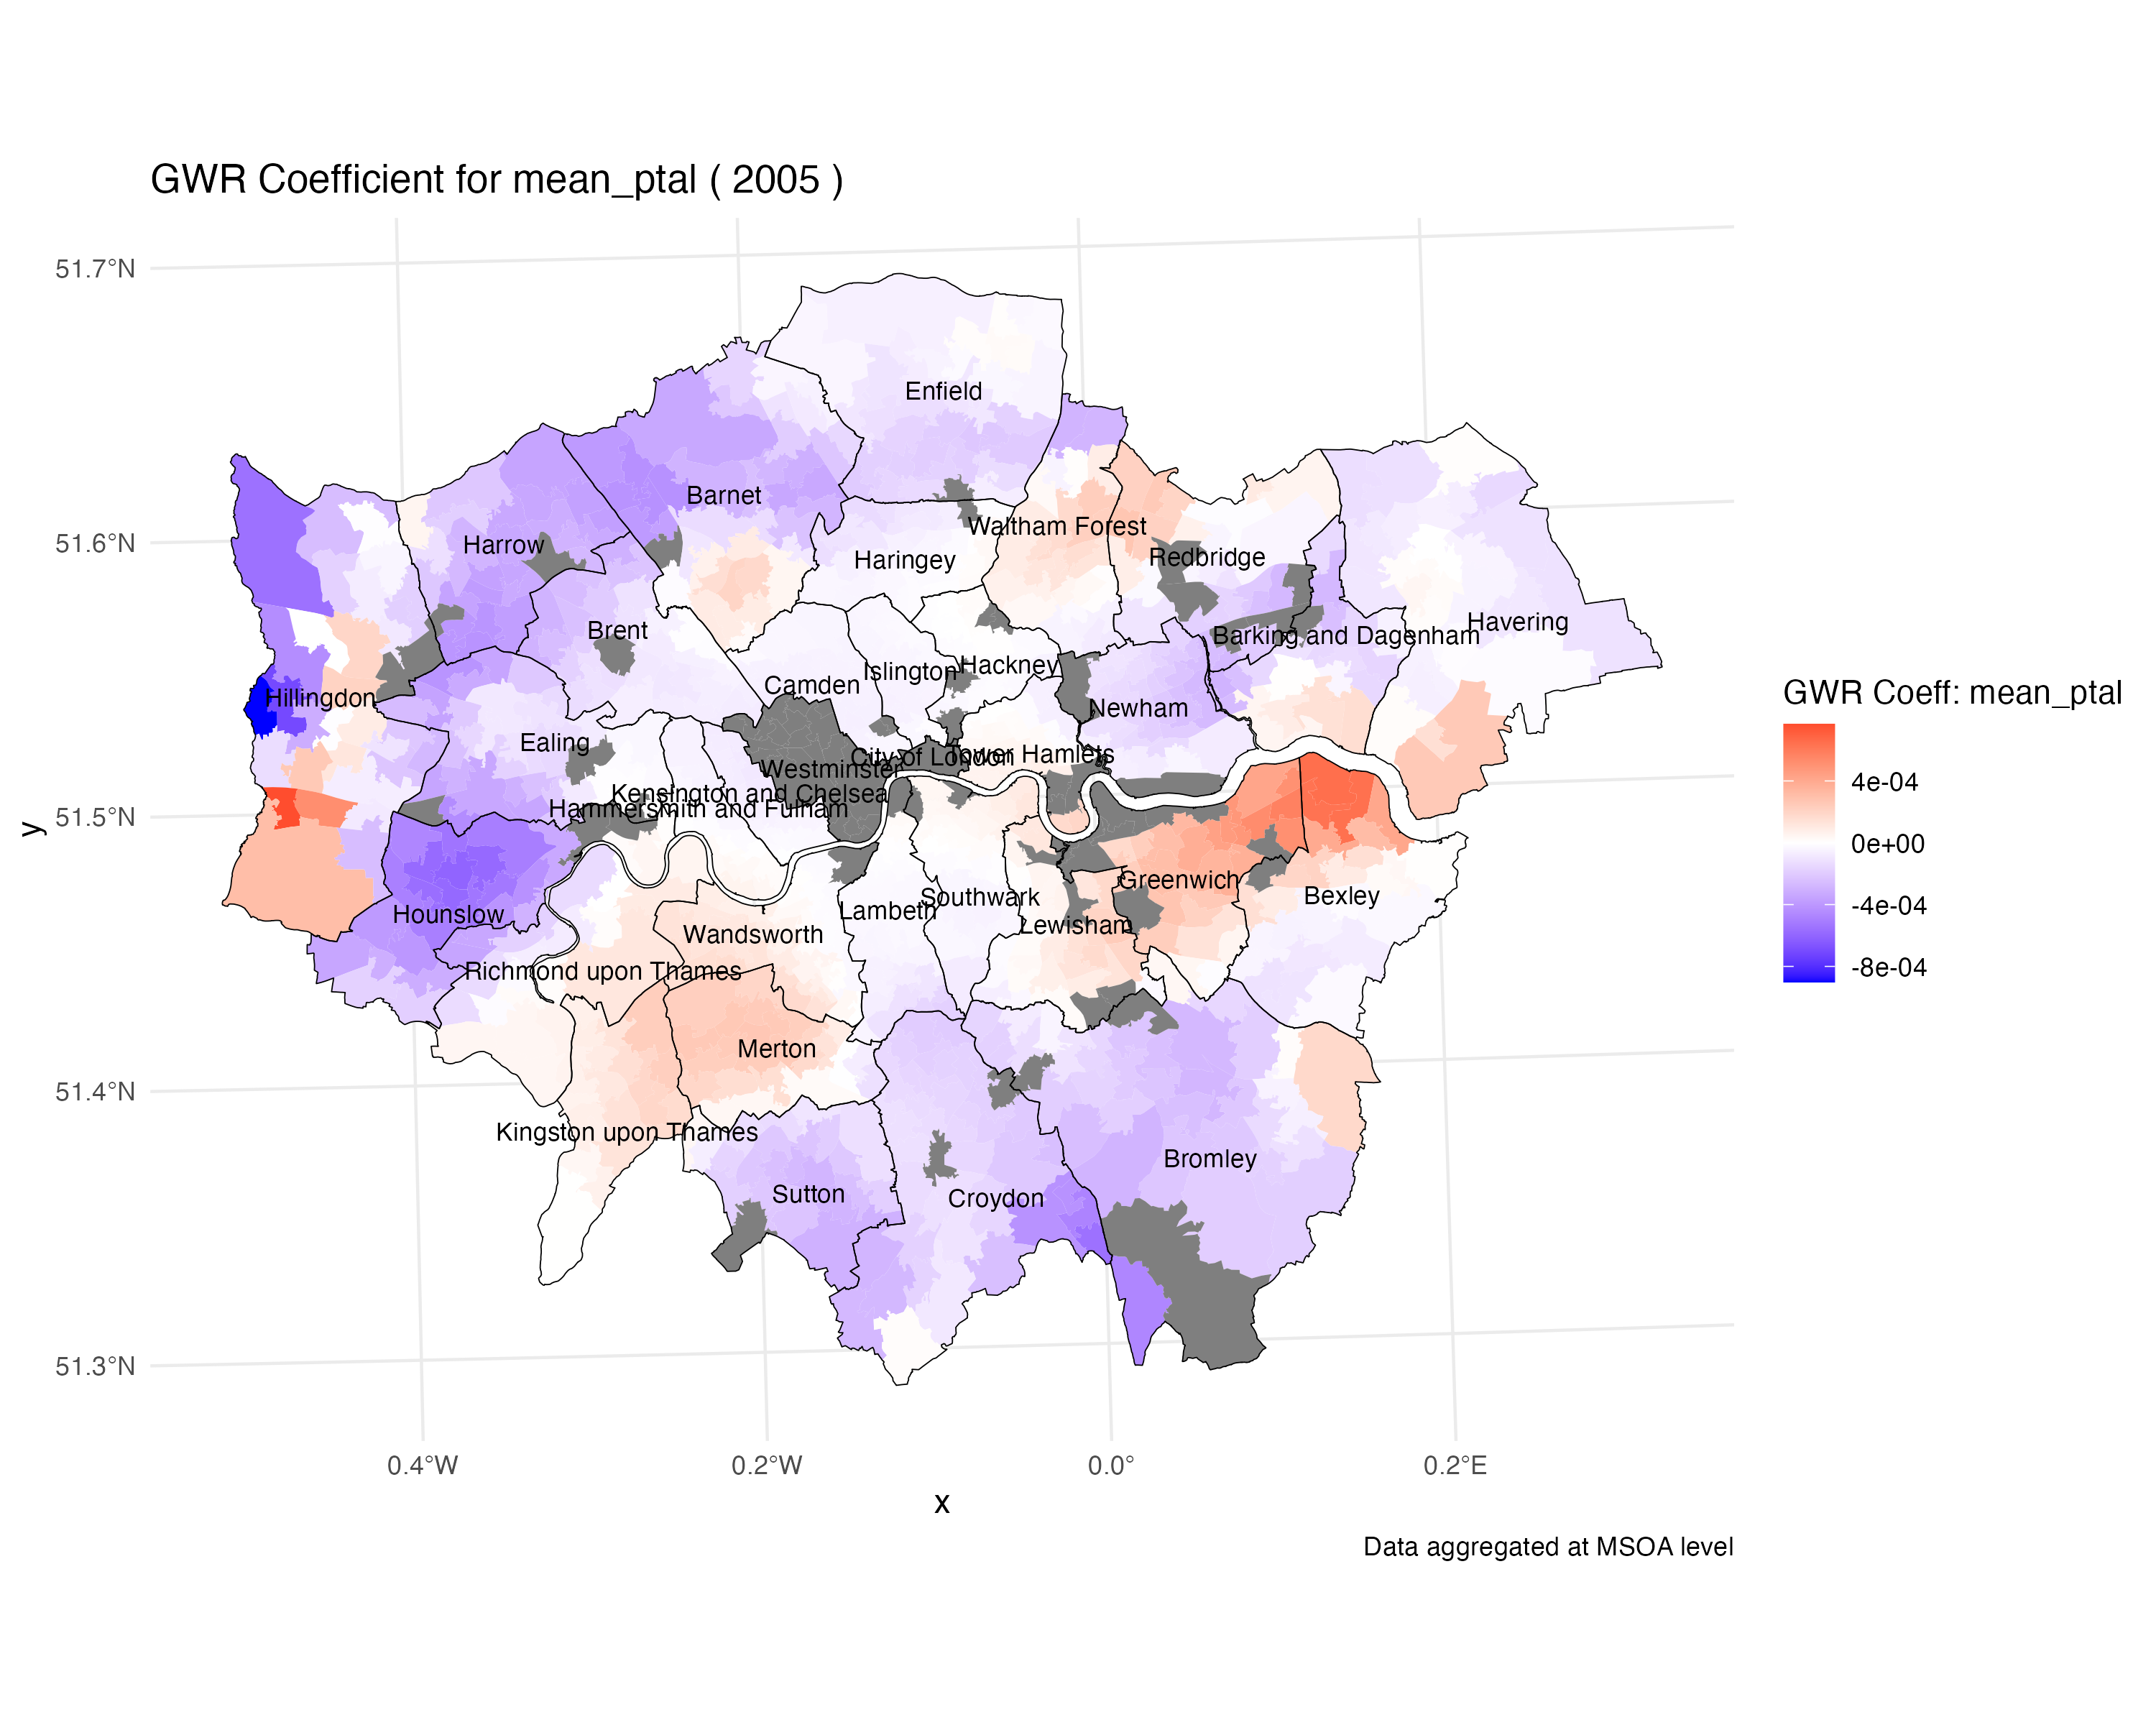 GWR Coefficient for mean_ptal ( 2005 )
51.7°N
51.6°N
51.5°N
51.4°N
51.3°N
y
Enfield
Barnet
Waltham Forest
Harrow
Redbridge
Haringey
Havering
Brent
Barking and Dagenham
Hackney
Islington
Camden
Hillingdon
Newham
Ealing
Tower Hamlets
City of London
Westminster
Kensington and Chelsea
Hammersmith and Fulham
Greenwich
Bexley
Southwark
Lambeth
Hounslow
Lewisham
Wandsworth
Richmond upon Thames
Merton
Kingston upon Thames
Bromley
Sutton
Croydon
0.4°W
0.2°W
0.0°
0.2°E
x
GWR Coeff: mean_ptal
4e-04
0e+00
-4e-04
-8e-04
Data aggregated at MSOA level